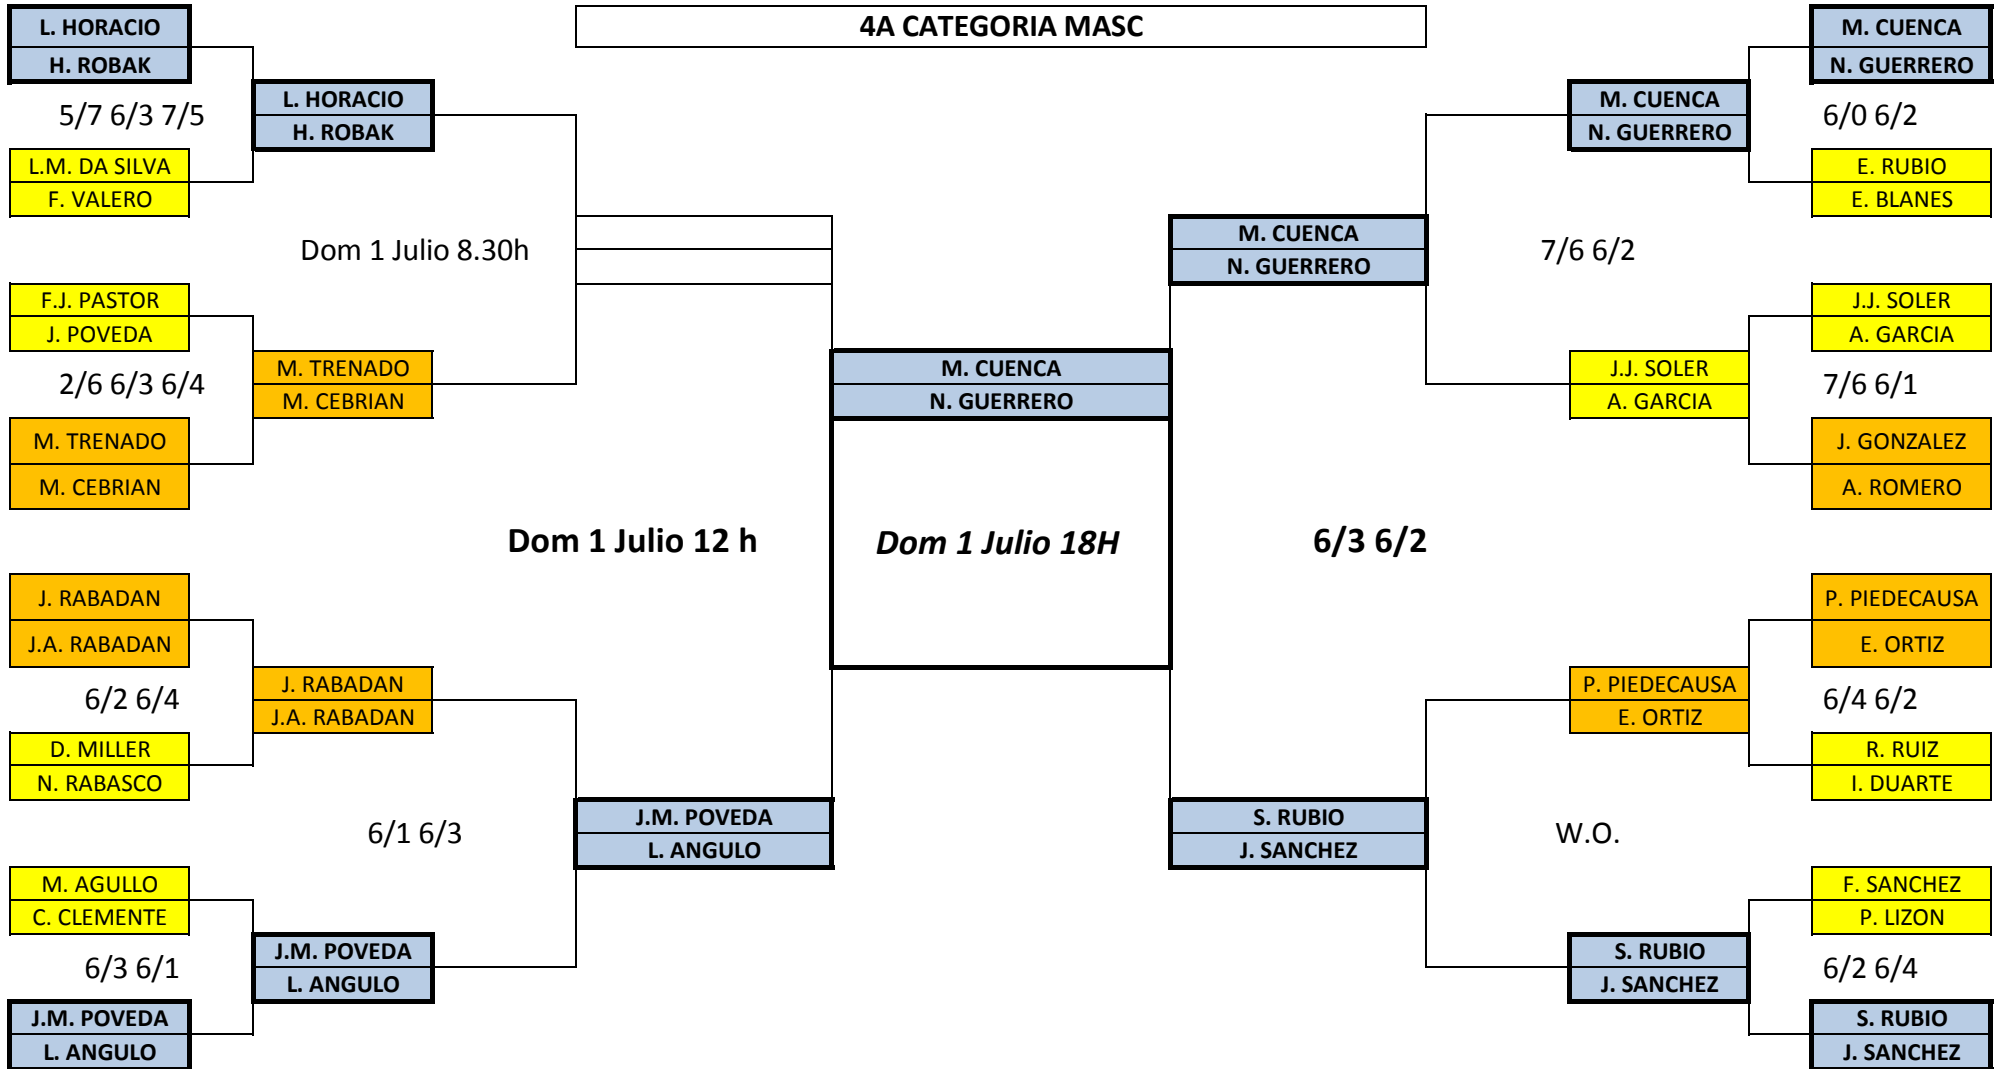 4A CATEGORIA MASC
L. HORACIO
H. ROBAK
5/7 6/3 7/5
L.M. DA SILVA
F. VALERO
L. HORACIO
H. ROBAK
Dom 1 Julio 8.30h
F.J. PASTOR
J. POVEDA
2/6 6/3 6/4
M. TRENADO
M. CEBRIAN
M. TRENADO
M. CEBRIAN
Dom 1 Julio 12 h
J. RABADAN
J.A. RABADAN
6/2 6/4
D. MILLER
N. RABASCO
J. RABADAN
J.A. RABADAN
6/1 6/3
M. AGULLO
C. CLEMENTE
6/3 6/1
J.M. POVEDA
L. ANGULO
J.M. POVEDA
L. ANGULO
J.M. POVEDA
L. ANGULO
M. CUENCA
N. GUERRERO
Dom 1 Julio 18H
M. CUENCA
N. GUERRERO
6/3 6/2
S. RUBIO
J. SANCHEZ
M. CUENCA
N. GUERRERO
7/6 6/2
J.J. SOLER
A. GARCIA
P. PIEDECAUSA
E. ORTIZ
W.O.
S. RUBIO
J. SANCHEZ
M. CUENCA
N. GUERRERO
6/0 6/2
E. RUBIO
E. BLANES
J.J. SOLER
A. GARCIA
7/6 6/1
J. GONZALEZ
A. ROMERO
P. PIEDECAUSA
E. ORTIZ
6/4 6/2
R. RUIZ
I. DUARTE
F. SANCHEZ
P. LIZON
6/2 6/4
S. RUBIO
J. SANCHEZ